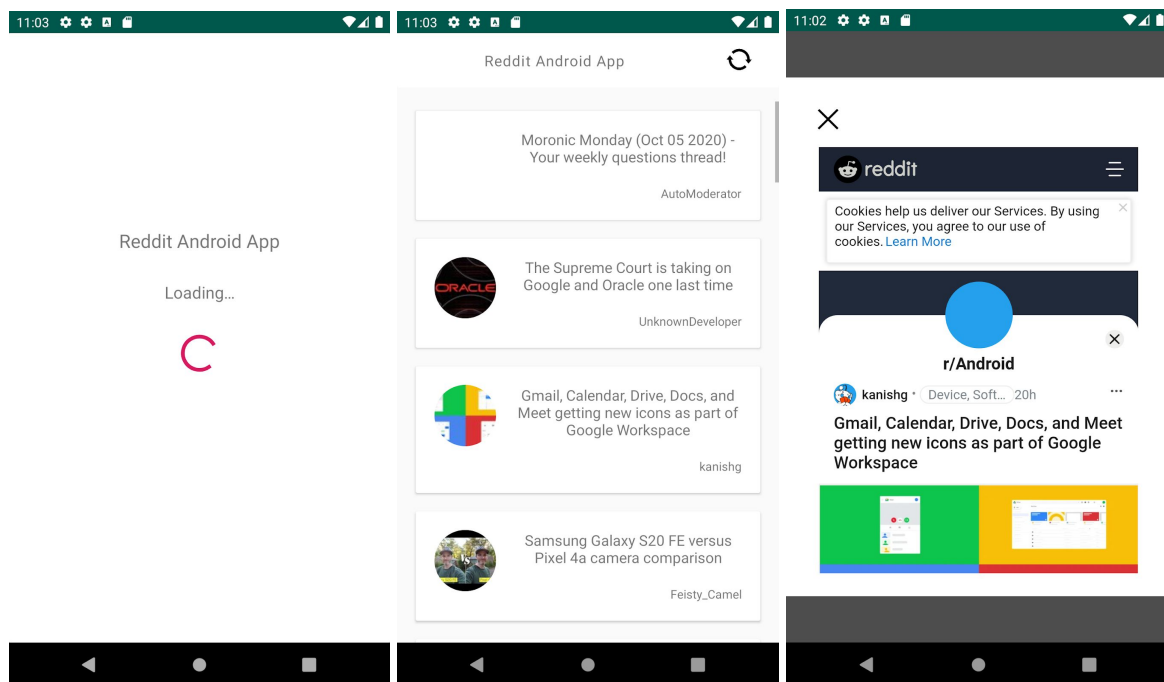 11:03
Reddit Android App
Loading...
11:03
Reddit Android App
Moronic Monday (Oct 05 2020) -
Your weekly questions thread!
AutoModerator
ORACLE
The Supreme Court is taking on
Google and Oracle one last time
UnknownDeveloper
Gmail, Calendar, Drive, Docs, and
Meet getting new icons as part of
Google Workspace
kanishg
VS
Samsung Galaxy S20 FE versus
Pixel 4a camera comparison
Feisty_Camel
11:02
reddit
Cookies help us deliver our Services. By using
our Services, you agree to our use of
cookies. Learn More
r/Android
kanishg • Device, Soft... 20h
Gmail, Calendar, Drive, Docs, and Meet
getting new icons as part of Google
Workspace